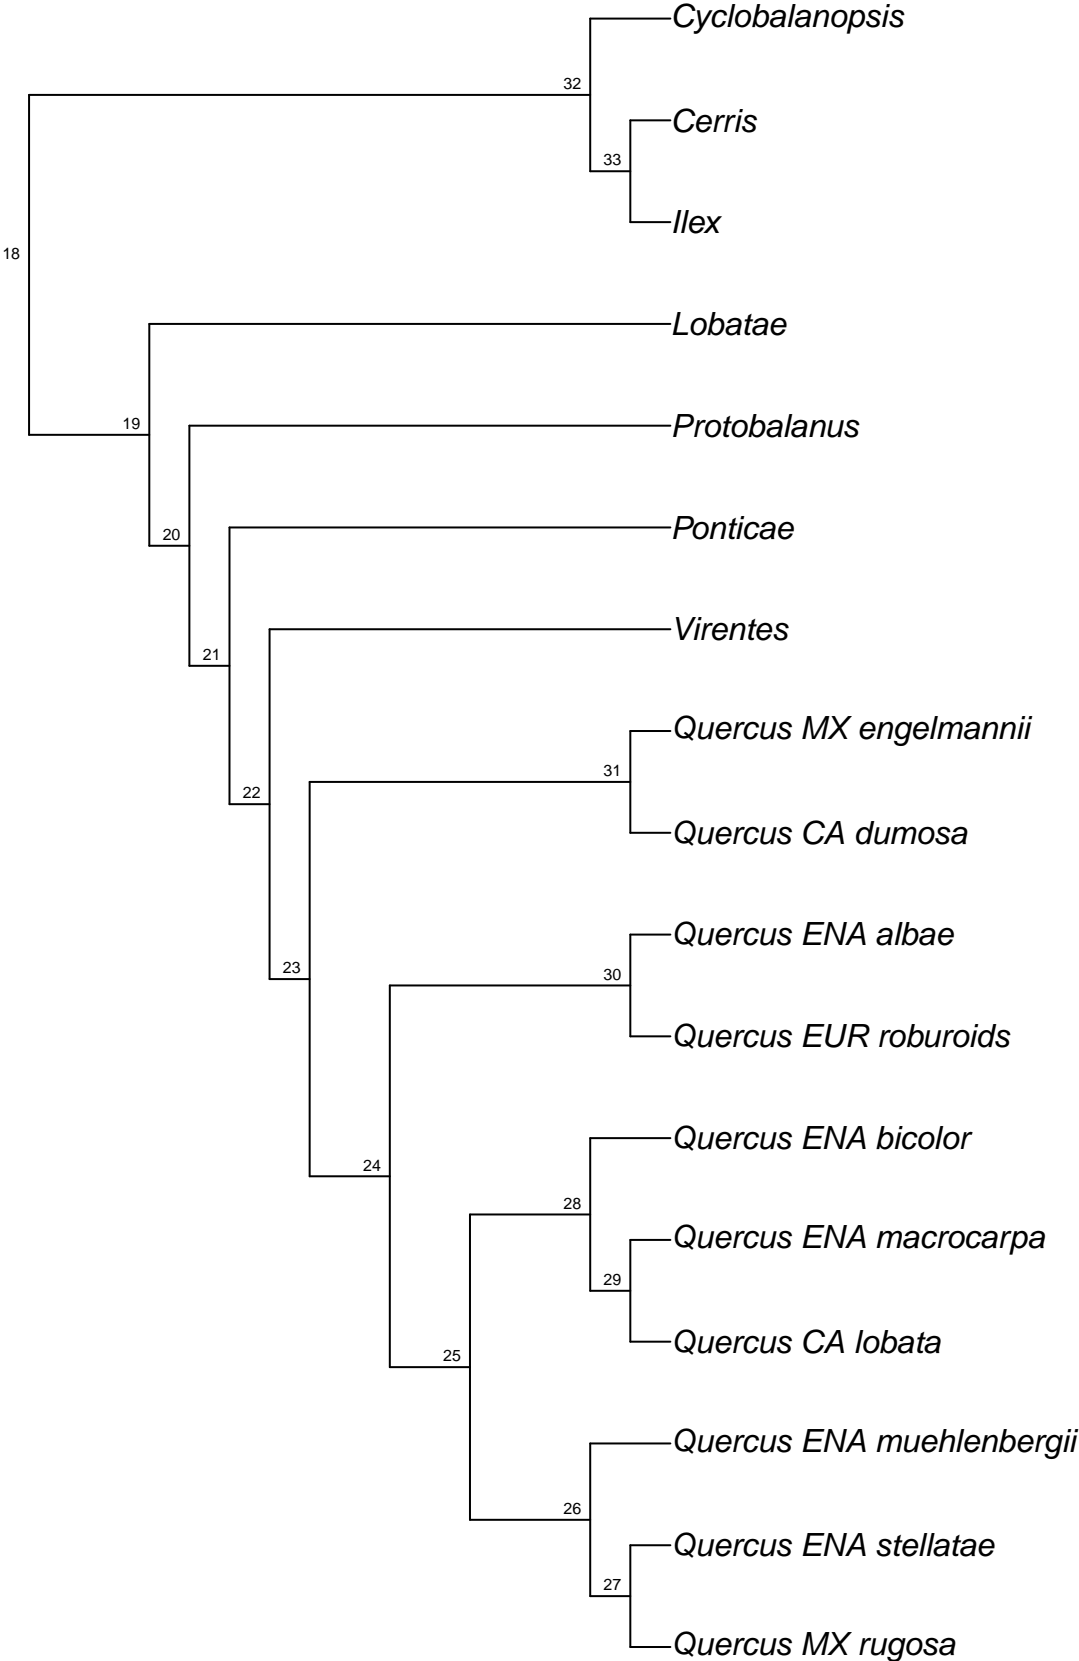 Cyclobalanopsis
32
Cerris
33
Ilex
18
Lobatae
19
Protobalanus
20
Ponticae
Virentes
21
Quercus MX engelmannii
31
22
Quercus CA dumosa
Quercus ENA albae
23
30
Quercus EUR roburoids
Quercus ENA bicolor
24
28
Quercus ENA macrocarpa
29
Quercus CA lobata
25
Quercus ENA muehlenbergii
26
Quercus ENA stellatae
27
Quercus MX rugosa